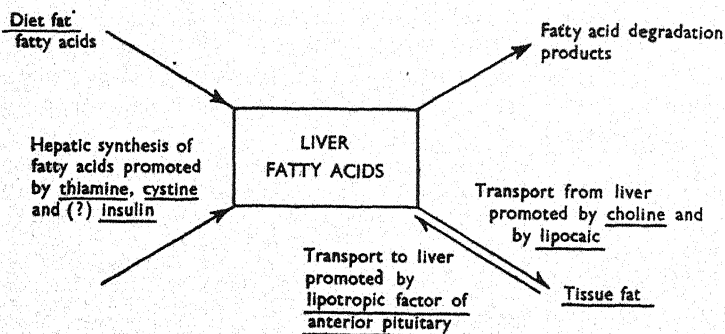 Diet fat
fatty acids
Fatty acid degradation
products
Hepatic synthesis of
fatty acids promoted
by thiamine, cystine
and (?) insulin
LIVER
FATTY ACIDS
Transport from liver
promoted by choline and
by lipocaic
Transport to liver
promoted by
lipotropic factor of
anterior pituitary
Tissue fat